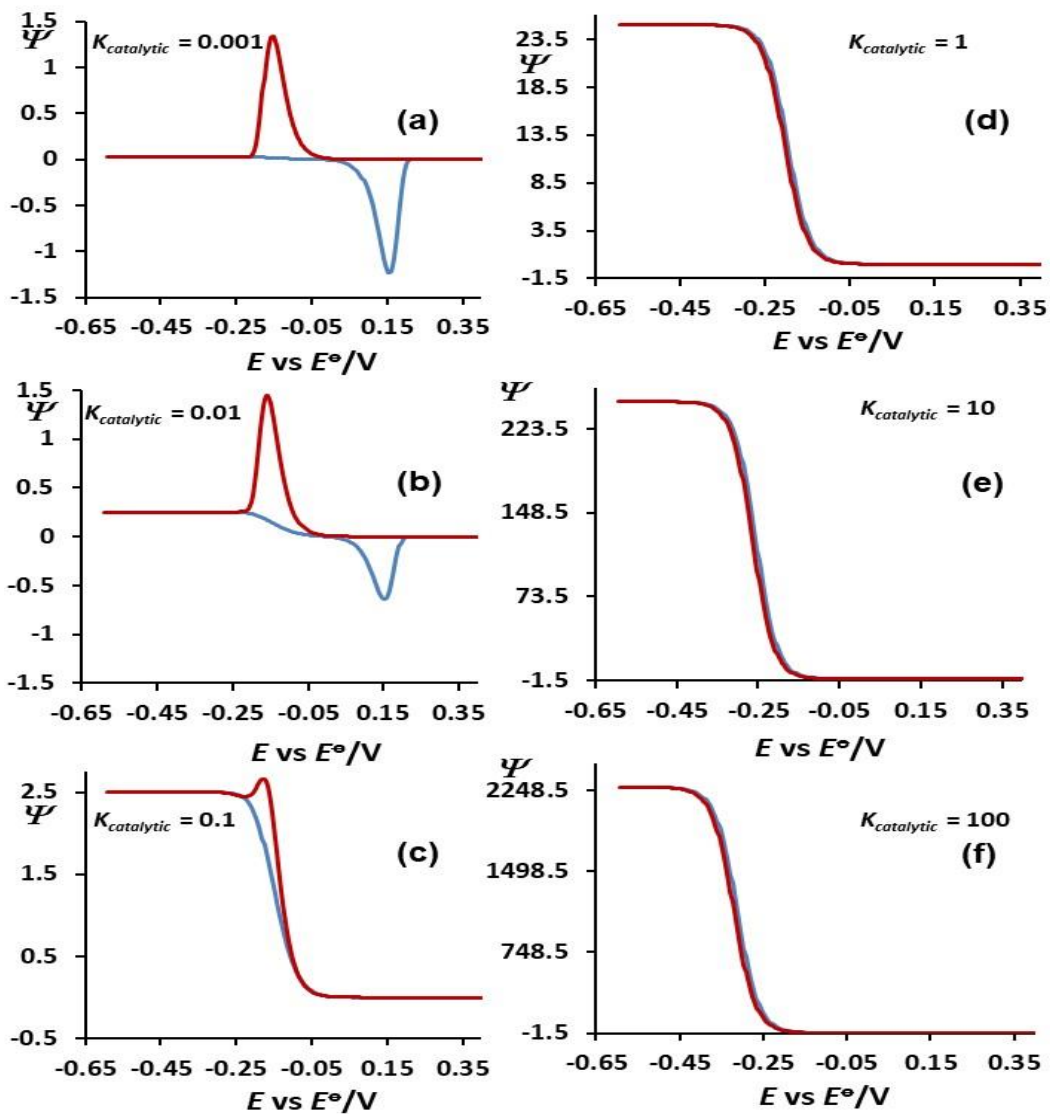 1.5
Ψ
K_catalytic = 0.001
1
0.5
(a)
0
-0.5
-1
-1.5
-0.65 -0.45 -0.25 -0.05 0.15 0.35
E vs E⦵/V
1.5
Ψ
K_catalytic = 0.01
1
0.5
(b)
0
-0.5
-1
-1.5
-0.65 -0.45 -0.25 -0.05 0.15 0.35
E vs E⦵/V
2.5
Ψ
K_catalytic = 0.1
1.5
(c)
0.5
-0.5
-0.65 -0.45 -0.25 -0.05 0.15 0.35
E vs E⦵/V
23.5
Ψ
K_catalytic = 1
18.5
13.5
(d)
8.5
3.5
-1.5
-0.65 -0.45 -0.25 -0.05 0.15 0.35
E vs E⦵/V
Ψ
223.5
K_catalytic = 10
148.5
(e)
73.5
-1.5
-0.65 -0.45 -0.25 -0.05 0.15 0.35
E vs E⦵/V
Ψ
2248.5
K_catalytic = 100
1498.5
(f)
748.5
-1.5
-0.65 -0.45 -0.25 -0.05 0.15 0.35
E vs E⦵/V